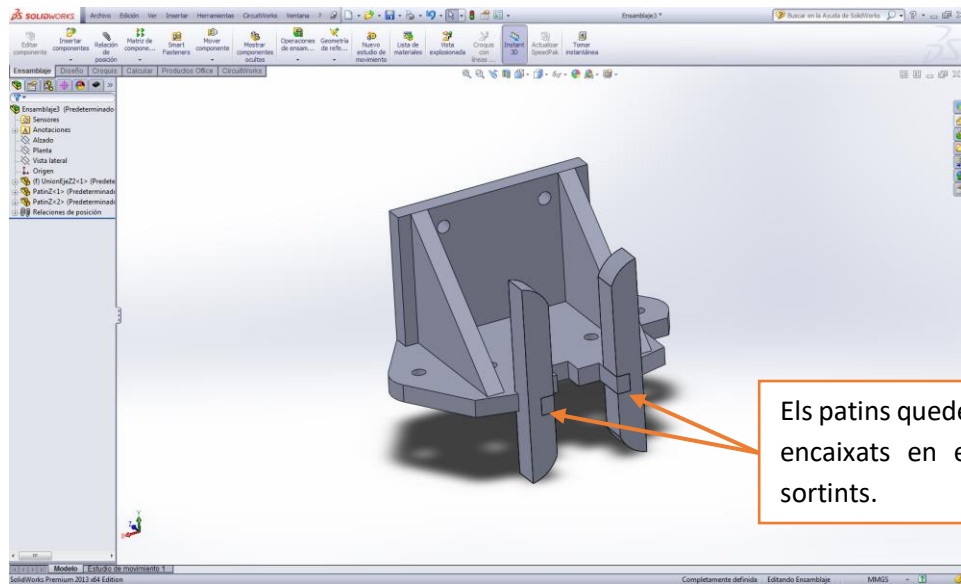 SOLIDWORKS Archivo Edición Ver Insertar Herramientas CircuitWorks Ventana ? Ensamblaje3 * Buscar en la Ayuda de SolidWorks
Editar componente
Insertar componentes
Relación de posición
Matriz de compone...
Smart Fasteners
Mover componente
Mostrar componentes ocultos
Operaciones de ensam...
Geometría de refe...
Nuevo estudio de movimiento
Lista de materiales
Vista explosionada
Croquis con líneas ...
Instant 3D
Actualizar SpeedPak
Tomar instantánea
Ensamblaje Diseño Croquis Calcular Productos Office CircuitWorks
Ensamblaje3 (Predeterminado
Sensores
Anotaciones
Alzado
Planta
Vista lateral
Origen
(f) UnionEjeZ2<1> (Predete
PatinZ<1> (Predeterminado
PatinZ<2> (Predeterminado
Relaciones de posición
Els patins quede
encaixats en e
sortints.
Modelo Estudio de movimiento 1
SolidWorks Premium 2013 x64 Edition Completamente definida Editando Ensamblaje MMGS